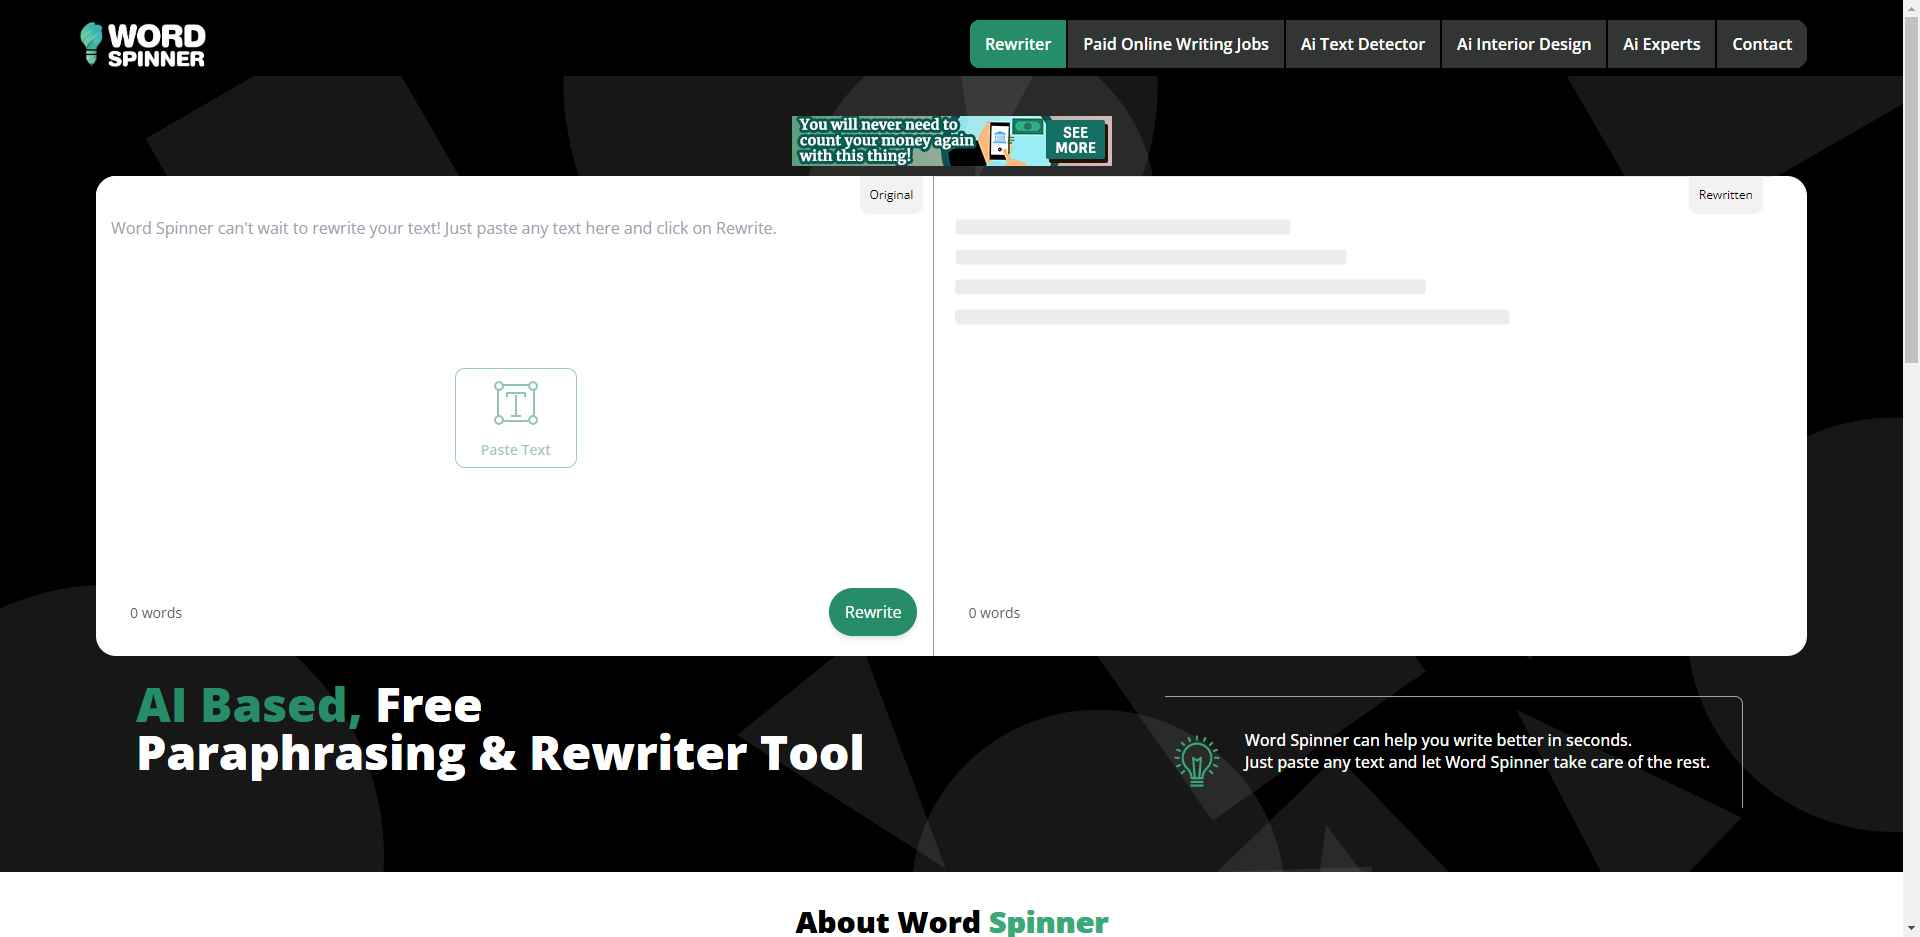 WORD
SPINNER
Rewriter
Paid Online Writing Jobs
Ai Text Detector
Ai Interior Design
Ai Experts
Contact
You will never need to
count your money again
with this thing!
SEE
MORE
Original
Rewritten
Word Spinner can't wait to rewrite your text! Just paste any text here and click on Rewrite.
T
Paste Text
0 words
Rewrite
0 words
AI Based, Free
Paraphrasing & Rewriter Tool
Word Spinner can help you write better in seconds.
Just paste any text and let Word Spinner take care of the rest.
About Word Spinner